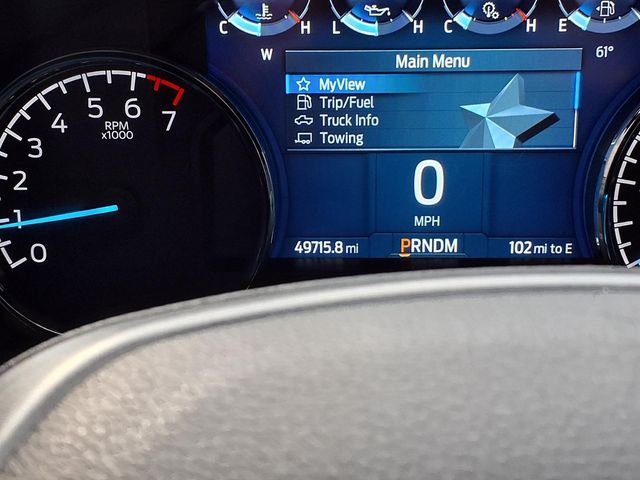 C H L H C H E
W Main Menu 61°
MyView
Trip/Fuel
Truck Info
Towing
0
MPH
49715.8 mi PRNDM 102 mi to E
0 1 2 3 4 5 6 7
RPM
x1000